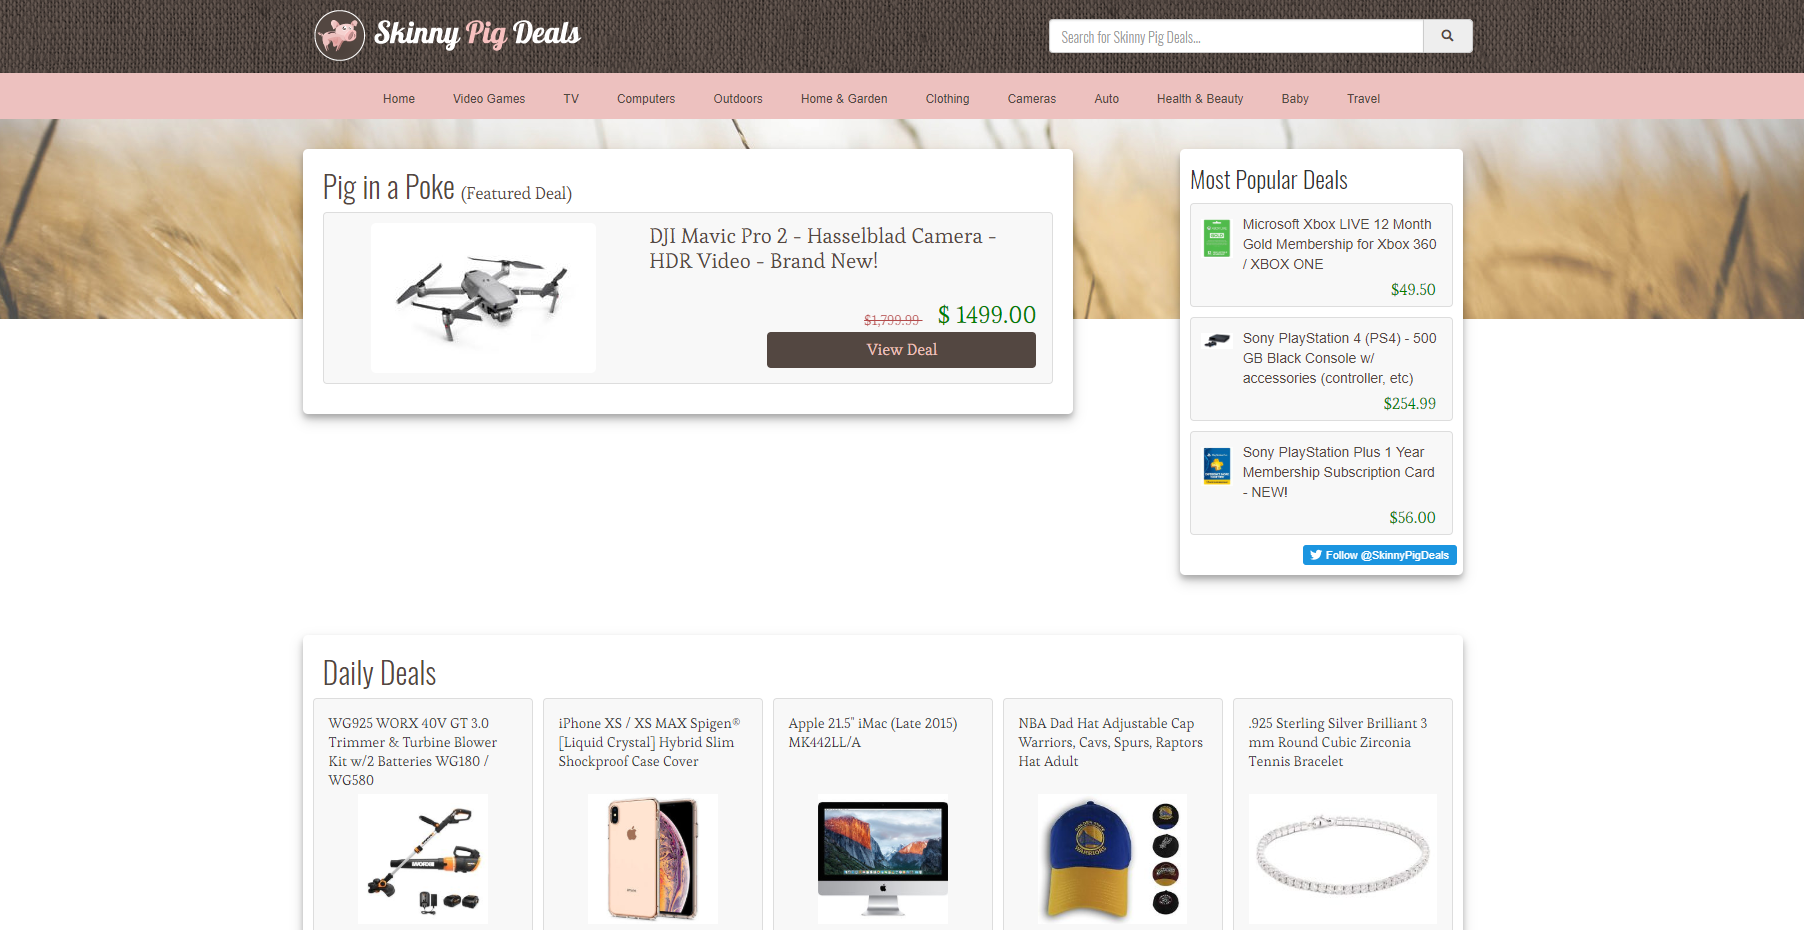 Skinny Pig Deals
Search for Skinny Pig Deals...
Home Video Games TV Computers Outdoors Home & Garden Clothing Cameras Auto Health & Beauty Baby Travel
Pig in a Poke (Featured Deal)
DJI Mavic Pro 2 - Hasselblad Camera -
HDR Video - Brand New!
$1,799.99 $ 1499.00
View Deal
Most Popular Deals
Microsoft Xbox LIVE 12 Month
Gold Membership for Xbox 360
/ XBOX ONE
$49.50
Sony PlayStation 4 (PS4) - 500
GB Black Console w/
accessories (controller, etc)
$254.99
Sony PlayStation Plus 1 Year
Membership Subscription Card
- NEW!
$56.00
Follow @SkinnyPigDeals
Daily Deals
WG925 WORX 40V GT 3.0
Trimmer & Turbine Blower
Kit w/2 Batteries WG180 /
WG580
WORX
iPhone XS / XS MAX Spigen®
[Liquid Crystal] Hybrid Slim
Shockproof Case Cover
Apple 21.5" iMac (Late 2015)
MK442LL/A
NBA Dad Hat Adjustable Cap
Warriors, Cavs, Spurs, Raptors
Hat Adult
WARRIORS
.925 Sterling Silver Brilliant 3
mm Round Cubic Zirconia
Tennis Bracelet